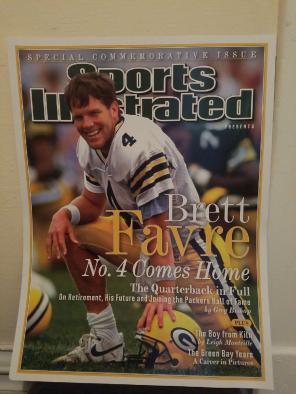 SPECIAL COMMEMORATIVE ISSUE
Sports
Illustrated
PRESENTS
4
Brett
Favre
No. 4 Comes Home
The Quarterback in Full
On Retirement, His Future and Joining the Packers Hall of Fame
by Greg Bishop
PLUS
The Boy from Kiln
by Leigh Montville
The Green Bay Years
A Career in Pictures
G